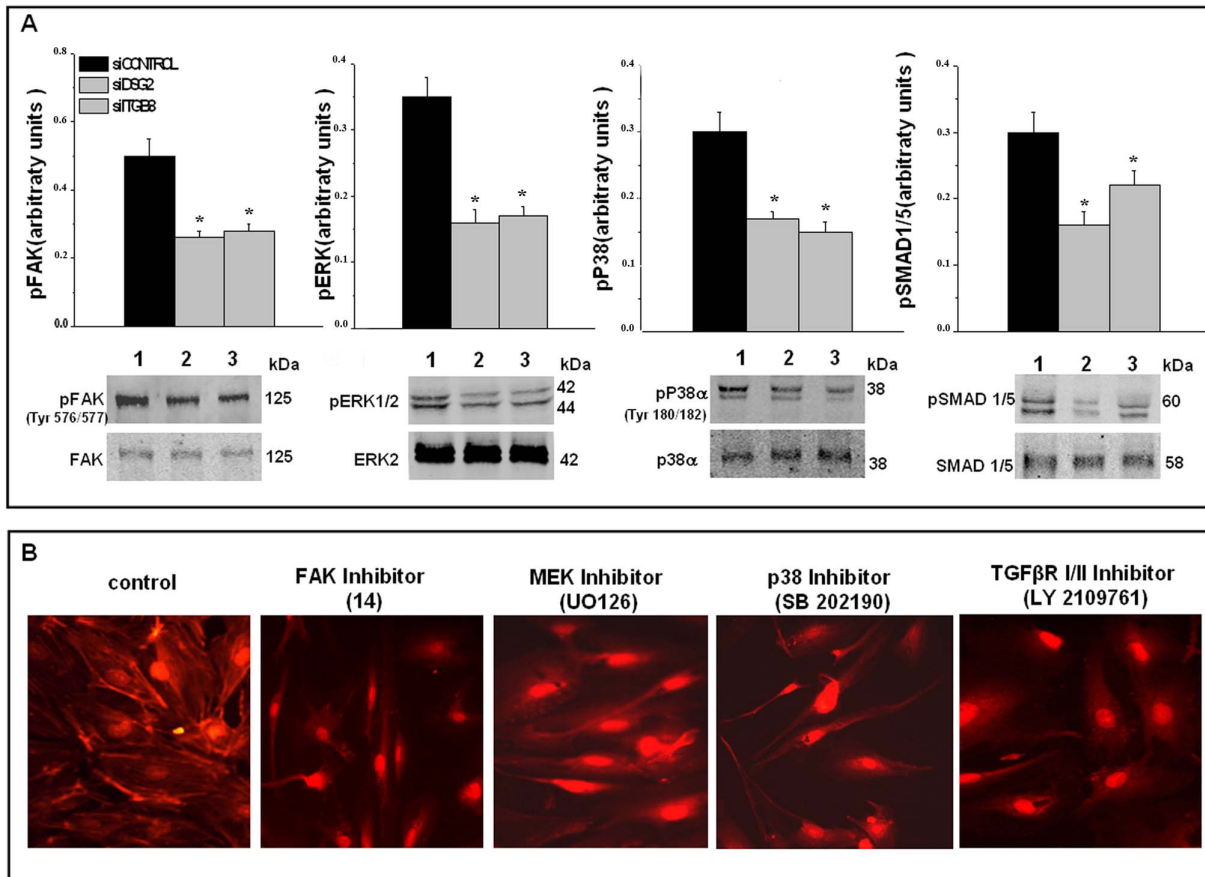 A
pFAK(arbitraty units )
0.8
0.6
0.4
0.2
0.0
siCONTROL
siDSG2
siITGB8
* *
pERK(arbitraty units )
0.4
0.3
0.2
0.1
0.0
* *
pP38(arbitraty units )
0.4
0.3
0.2
0.1
0.0
* *
pSMAD1/5(arbitraty units )
0.4
0.3
0.2
0.1
0.0
* *
1 2 3 kDa
pFAK 125
(Tyr 576/577)
FAK 125
1 2 3 kDa
pERK1/2 42
44
ERK2 42
1 2 3 kDa
pP38α 38
(Tyr 180/182)
p38α 38
1 2 3 kDa
pSMAD 1/5 60
SMAD 1/5 58
B
control
FAK Inhibitor
(14)
MEK Inhibitor
(UO126)
p38 Inhibitor
(SB 202190)
TGFβR I/II Inhibitor
(LY 2109761)